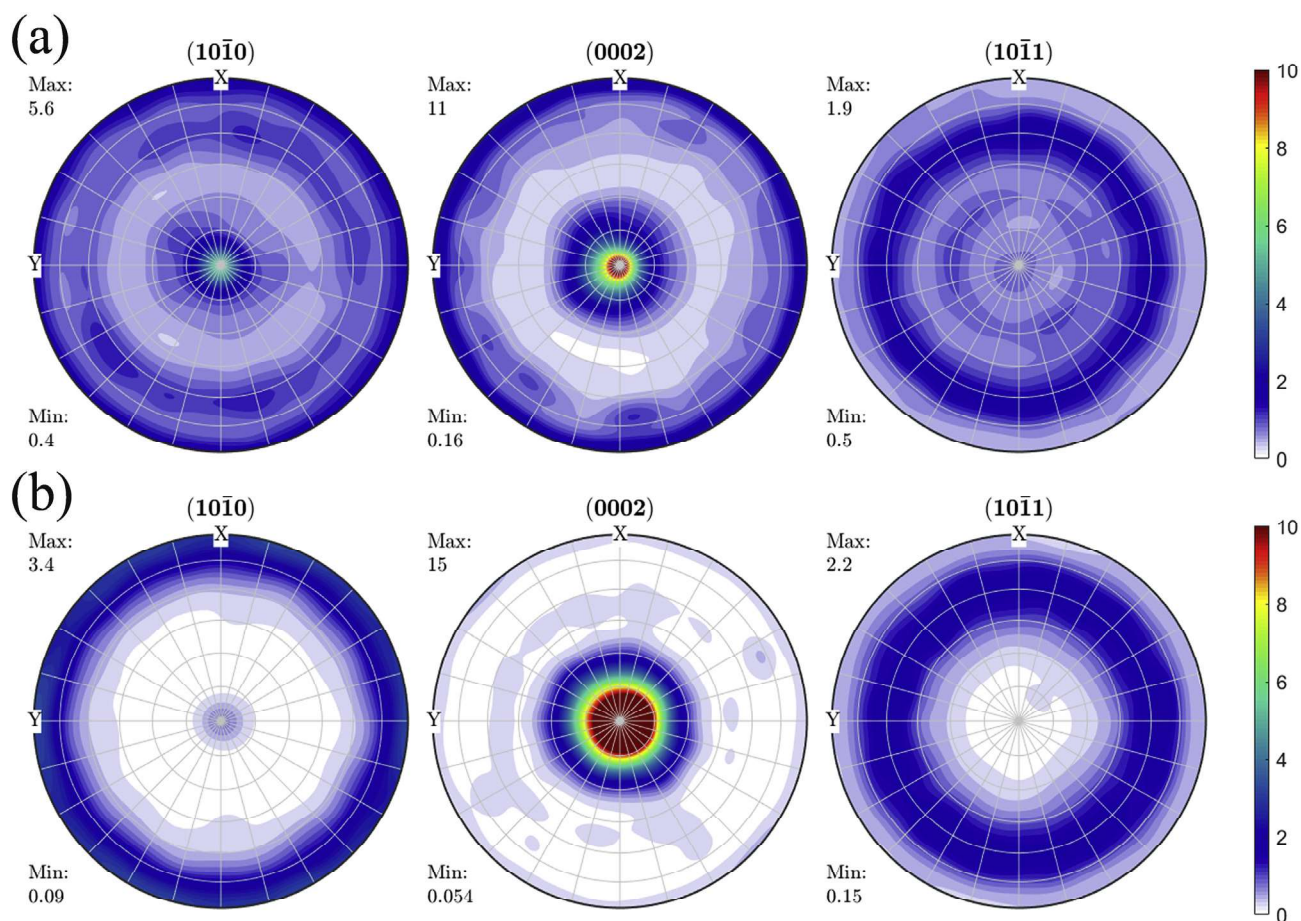 (a)
(101̄0) (0002) (101̄1)
X X X
Max: Max: Max:
5.6 11 1.9
10
8
6
Y Y Y
4
2
Min: Min: Min:
0.4 0.16 0.5
0
(b)
(101̄0) (0002) (101̄1)
X X X
Max: Max: Max:
3.4 15 2.2
10
8
6
Y Y Y
4
2
Min: Min: Min:
0.09 0.054 0.15
0